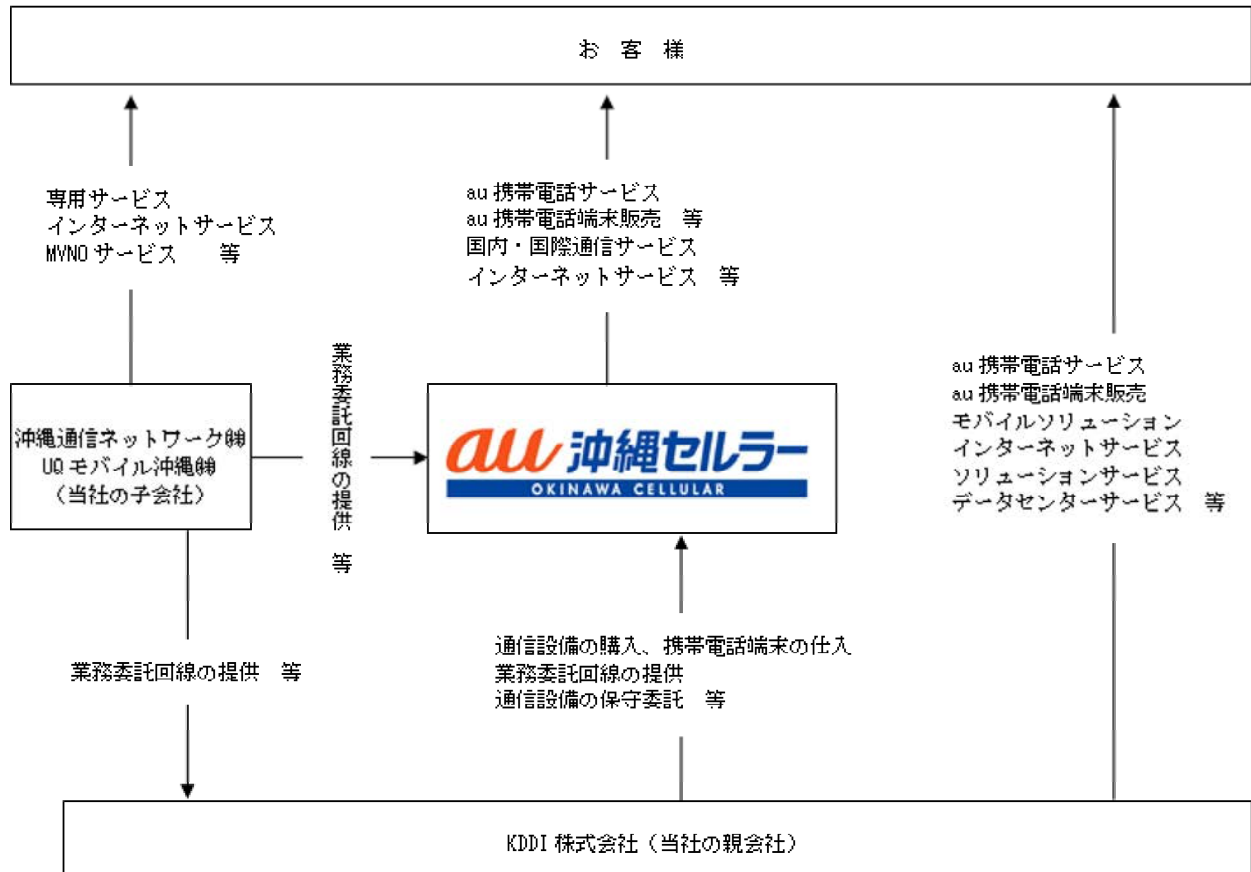 お 客 様
専用サービス
インターネットサービス
MVNOサービス 等
au 携帯電話サービス
au 携帯電話端末販売 等
国内・国際通信サービス
インターネットサービス 等
au 携帯電話サービス
au 携帯電話端末販売
モバイルソリューション
インターネットサービス
ソリューションサービス
データセンターサービス 等
沖縄通信ネットワーク㈱
UQ モバイル沖縄㈱
（当社の子会社）
業務委託回線の提供 等
au 沖縄セルラー
OKINAWA CELLULAR
業務委託回線の提供 等
通信設備の購入、携帯電話端末の仕入
業務委託回線の提供
通信設備の保守委託 等
KDDI 株式会社（当社の親会社）